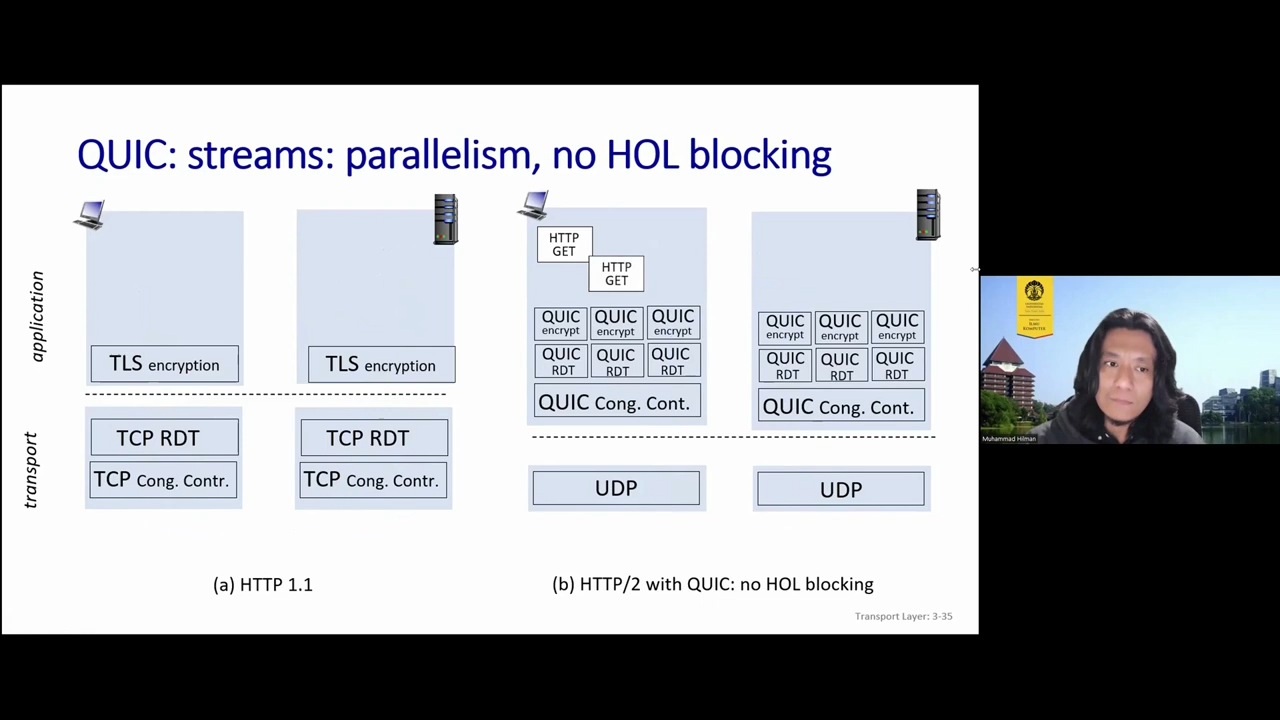 QUIC: streams: parallelism, no HOL blocking
application
transport
TLS encryption
TCP RDT
TCP Cong. Contr.
TLS encryption
TCP RDT
TCP Cong. Contr.
(a) HTTP 1.1
HTTP
GET
HTTP
GET
QUIC
encrypt
QUIC
encrypt
QUIC
encrypt
QUIC
RDT
QUIC
RDT
QUIC
RDT
QUIC Cong. Cont.
UDP
QUIC
encrypt
QUIC
encrypt
QUIC
encrypt
QUIC
RDT
QUIC
RDT
QUIC
RDT
QUIC Cong. Cont.
UDP
(b) HTTP/2 with QUIC: no HOL blocking
Transport Layer: 3-35
ILMU
KOMPUTER
Muhammad Hilman